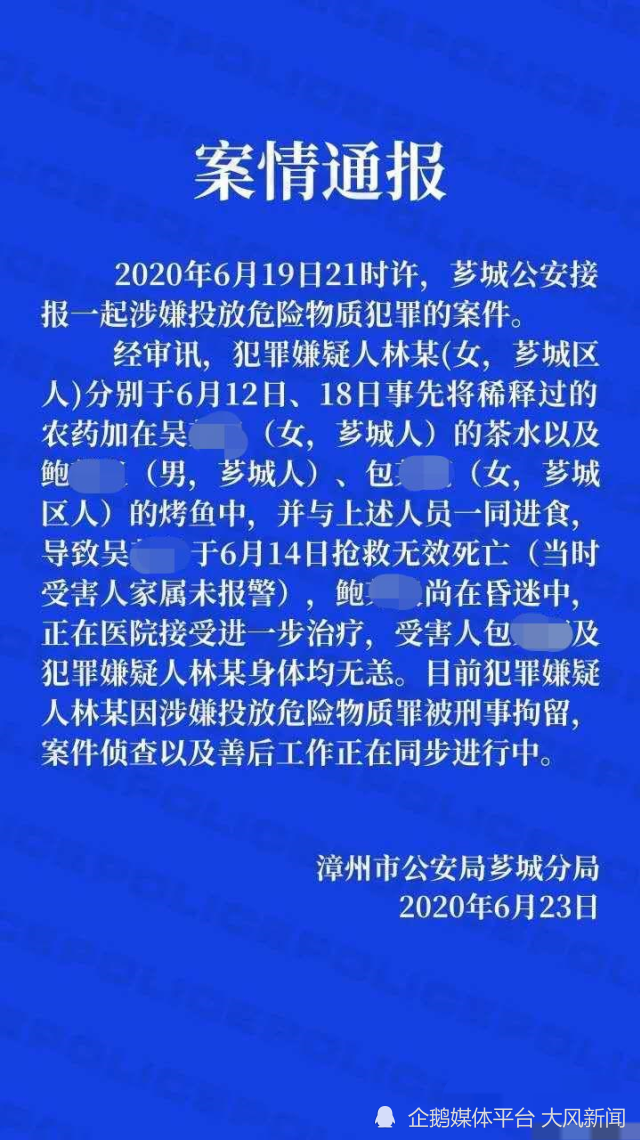 案情通报
2020年6月19日21时许，芗城公安接
报一起涉嫌投放危险物质犯罪的案件。
经审讯，犯罪嫌疑人林某(女，芗城区
人)分别于6月12日、18日事先将稀释过的
农药加在吴（女，芗城人）的茶水以及
鲍（男，芗城人）、包（女，芗城
区人）的烤鱼中，并与上述人员一同进食，
导致吴于6月14日抢救无效死亡（当时
受害人家属未报警），鲍尚在昏迷中，
正在医院接受进一步治疗，受害人包及
犯罪嫌疑人林某身体均无恙。目前犯罪嫌疑
人林某因涉嫌投放危险物质罪被刑事拘留，
案件侦查以及善后工作正在同步进行中。
漳州市公安局芗城分局
2020年6月23日
企鹅媒体平台 大风新闻